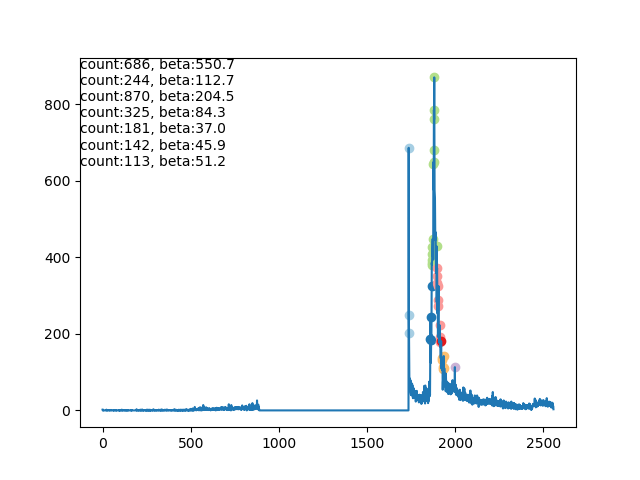 count:686, beta:550.7
count:244, beta:112.7
count:870, beta:204.5
count:325, beta:84.3
count:181, beta:37.0
count:142, beta:45.9
count:113, beta:51.2
800
600
400
200
0
0 500 1000 1500 2000 2500